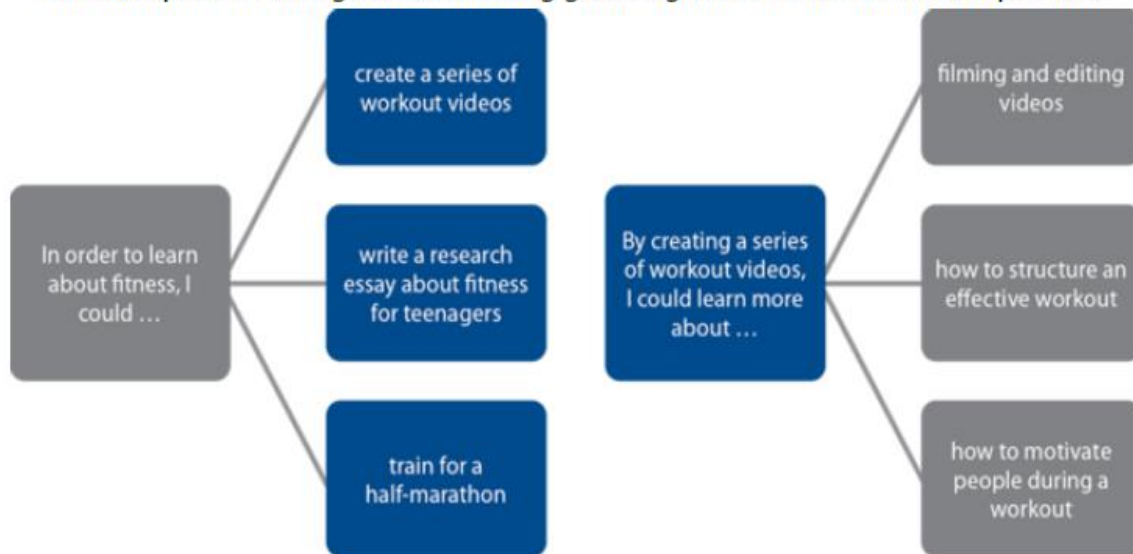 create a series of
workout videos
In order to learn
about fitness, I
could ...
write a research
essay about fitness
for teenagers
train for a
half-marathon
filming and editing
videos
By creating a series
of workout videos,
I could learn more
about ...
how to structure an
effective workout
how to motivate
people during a
workout